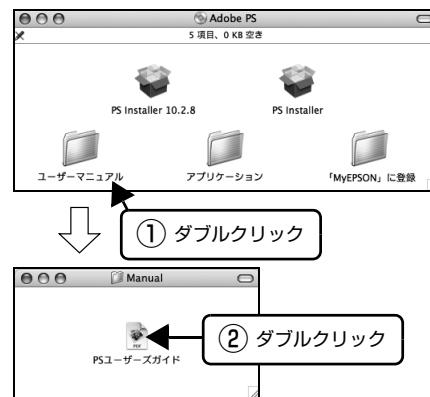 Adobe PS
5 項目、0 KB 空き
PS Installer 10.2.8
PS Installer
ユーザーマニュアル
アプリケーション
「MyEPSON」に登録
① ダブルクリック
Manual
② ダブルクリック
PDF
PSユーザーズガイド